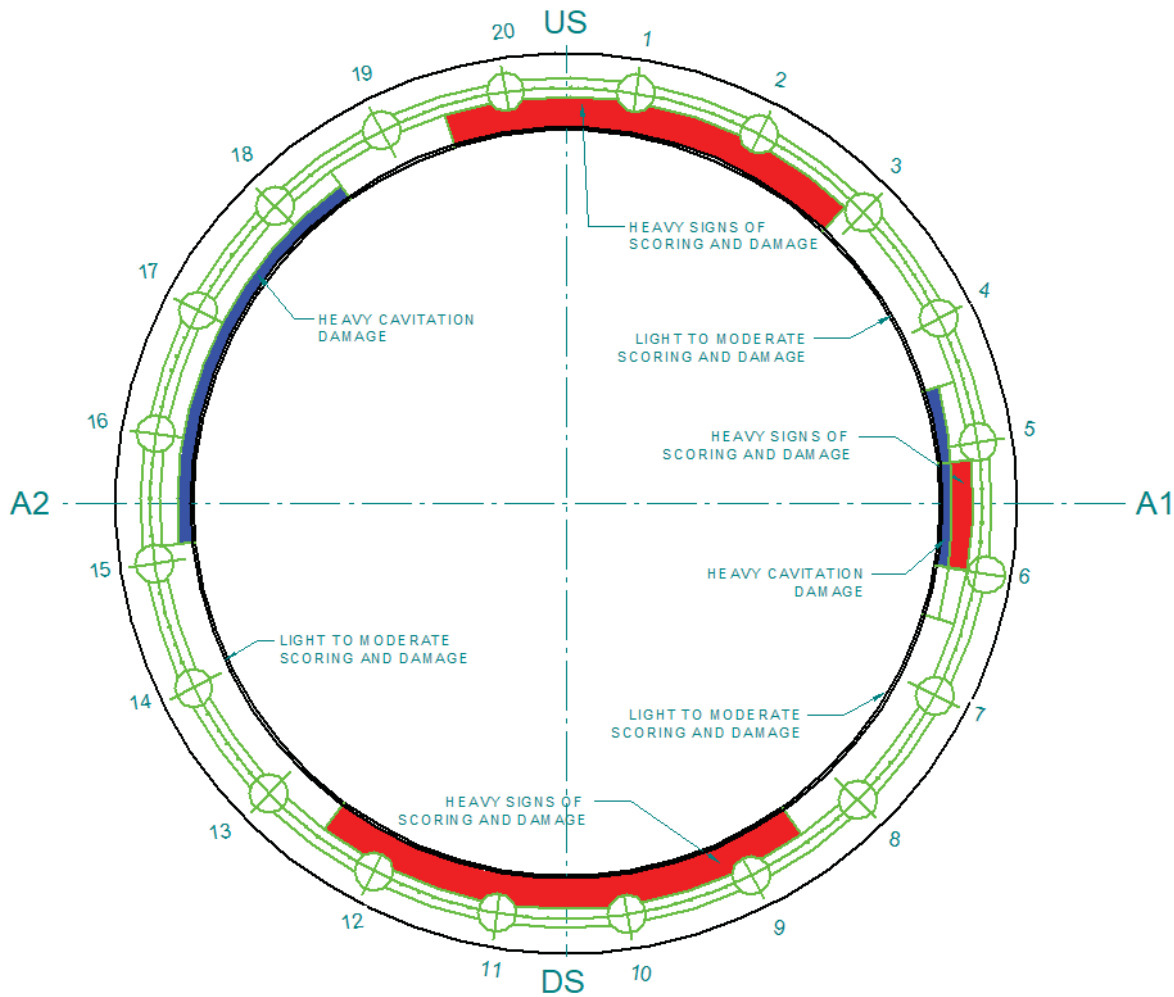 US
20
1
19
2
18
3
17
4
HEAVY SIGNS OF
SCORING AND DAMAGE
HEAVY CAVITATION
DAMAGE
LIGHT TO MODERATE
SCORING AND DAMAGE
16
5
HEAVY SIGNS OF
SCORING AND DAMAGE
A2
A1
15
6
HEAVY CAVITATION
DAMAGE
LIGHT TO MODERATE
SCORING AND DAMAGE
14
7
LIGHT TO MODERATE
SCORING AND DAMAGE
13
8
HEAVY SIGNS OF
SCORING AND DAMAGE
12
9
11
10
DS